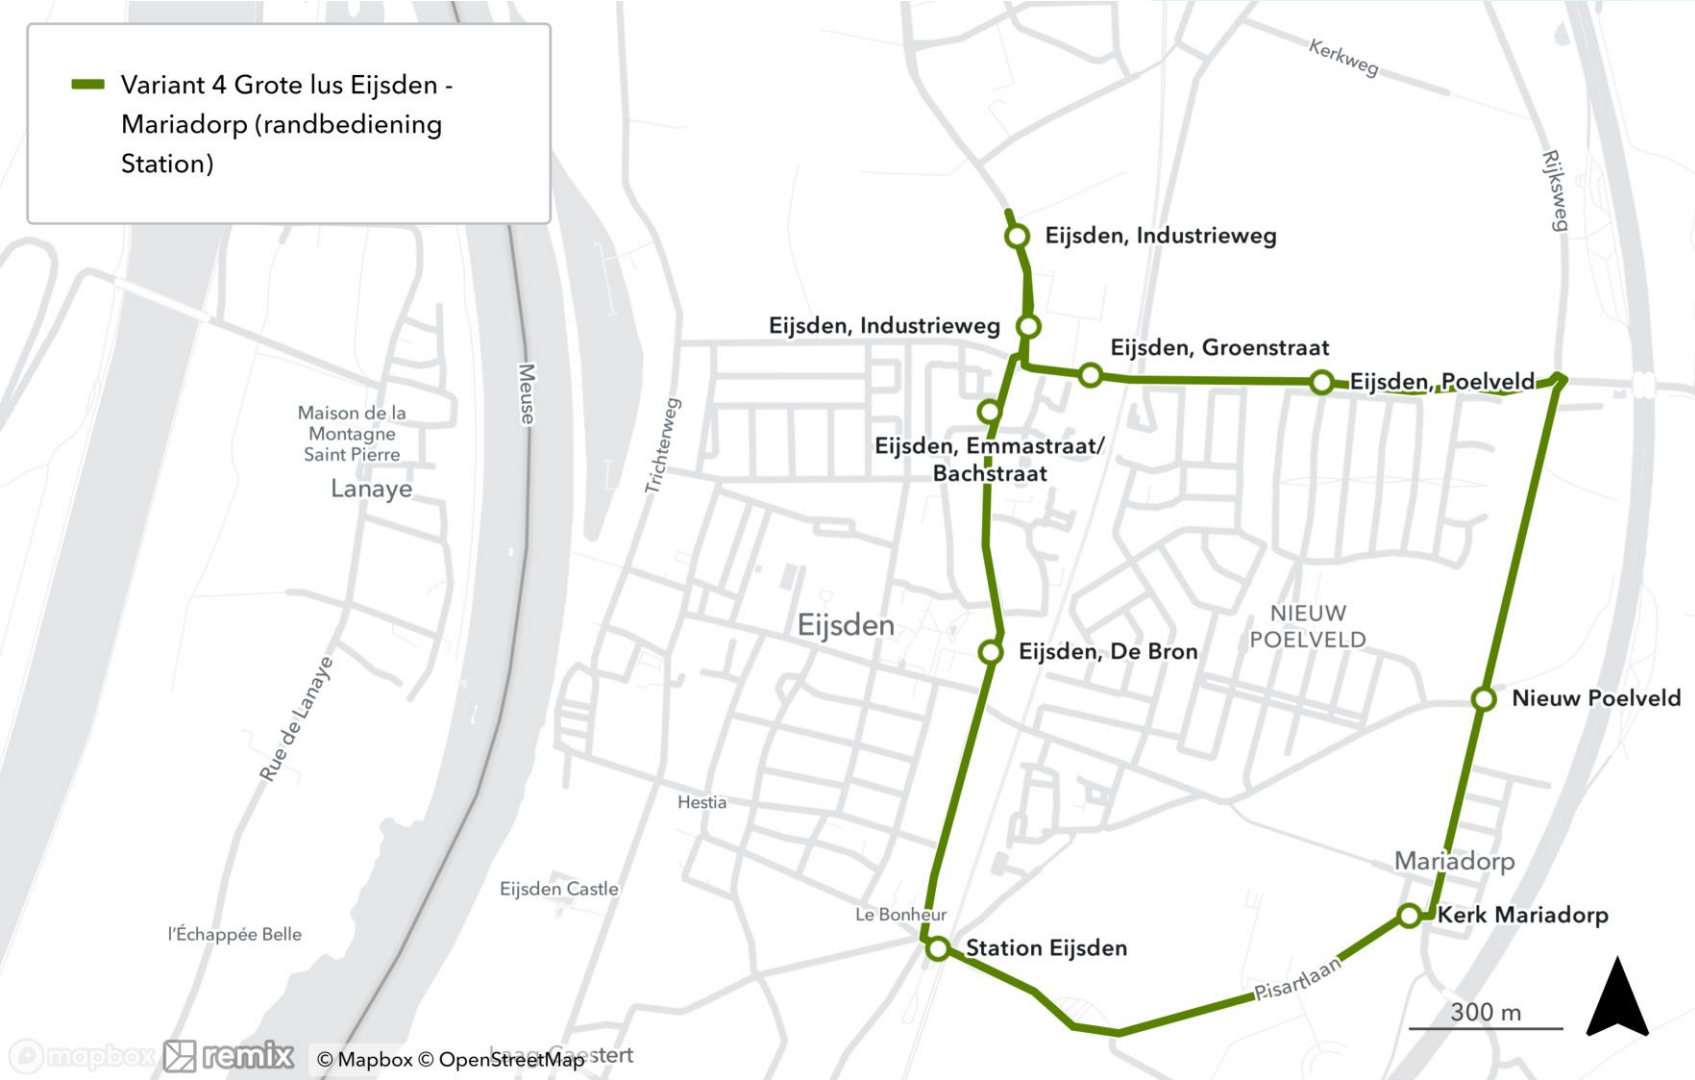 Variant 4 Grote lus Eijsden -
Mariadorp (randbediening
Station)
Kerkweg
Rijksweg
Eijsden, Industrieweg
Eijsden, Industrieweg
Eijsden, Groenstraat
Eijsden, Poelveld
Meuse
Maison de la
Montagne
Saint Pierre
Lanaye
Trichterweg
Eijsden, Emmastraat/
Bachstraat
Eijsden
NIEUW
POELVELD
Eijsden, De Bron
Nieuw Poelveld
Rue de Lanaye
Hestia
Mariadorp
Eijsden Castle
Le Bonheur
Kerk Mariadorp
l'Échappée Belle
Station Eijsden
Pisartlaan
300 m
mapbox remix © Mapbox © OpenStreetMap
Laag-Caestert